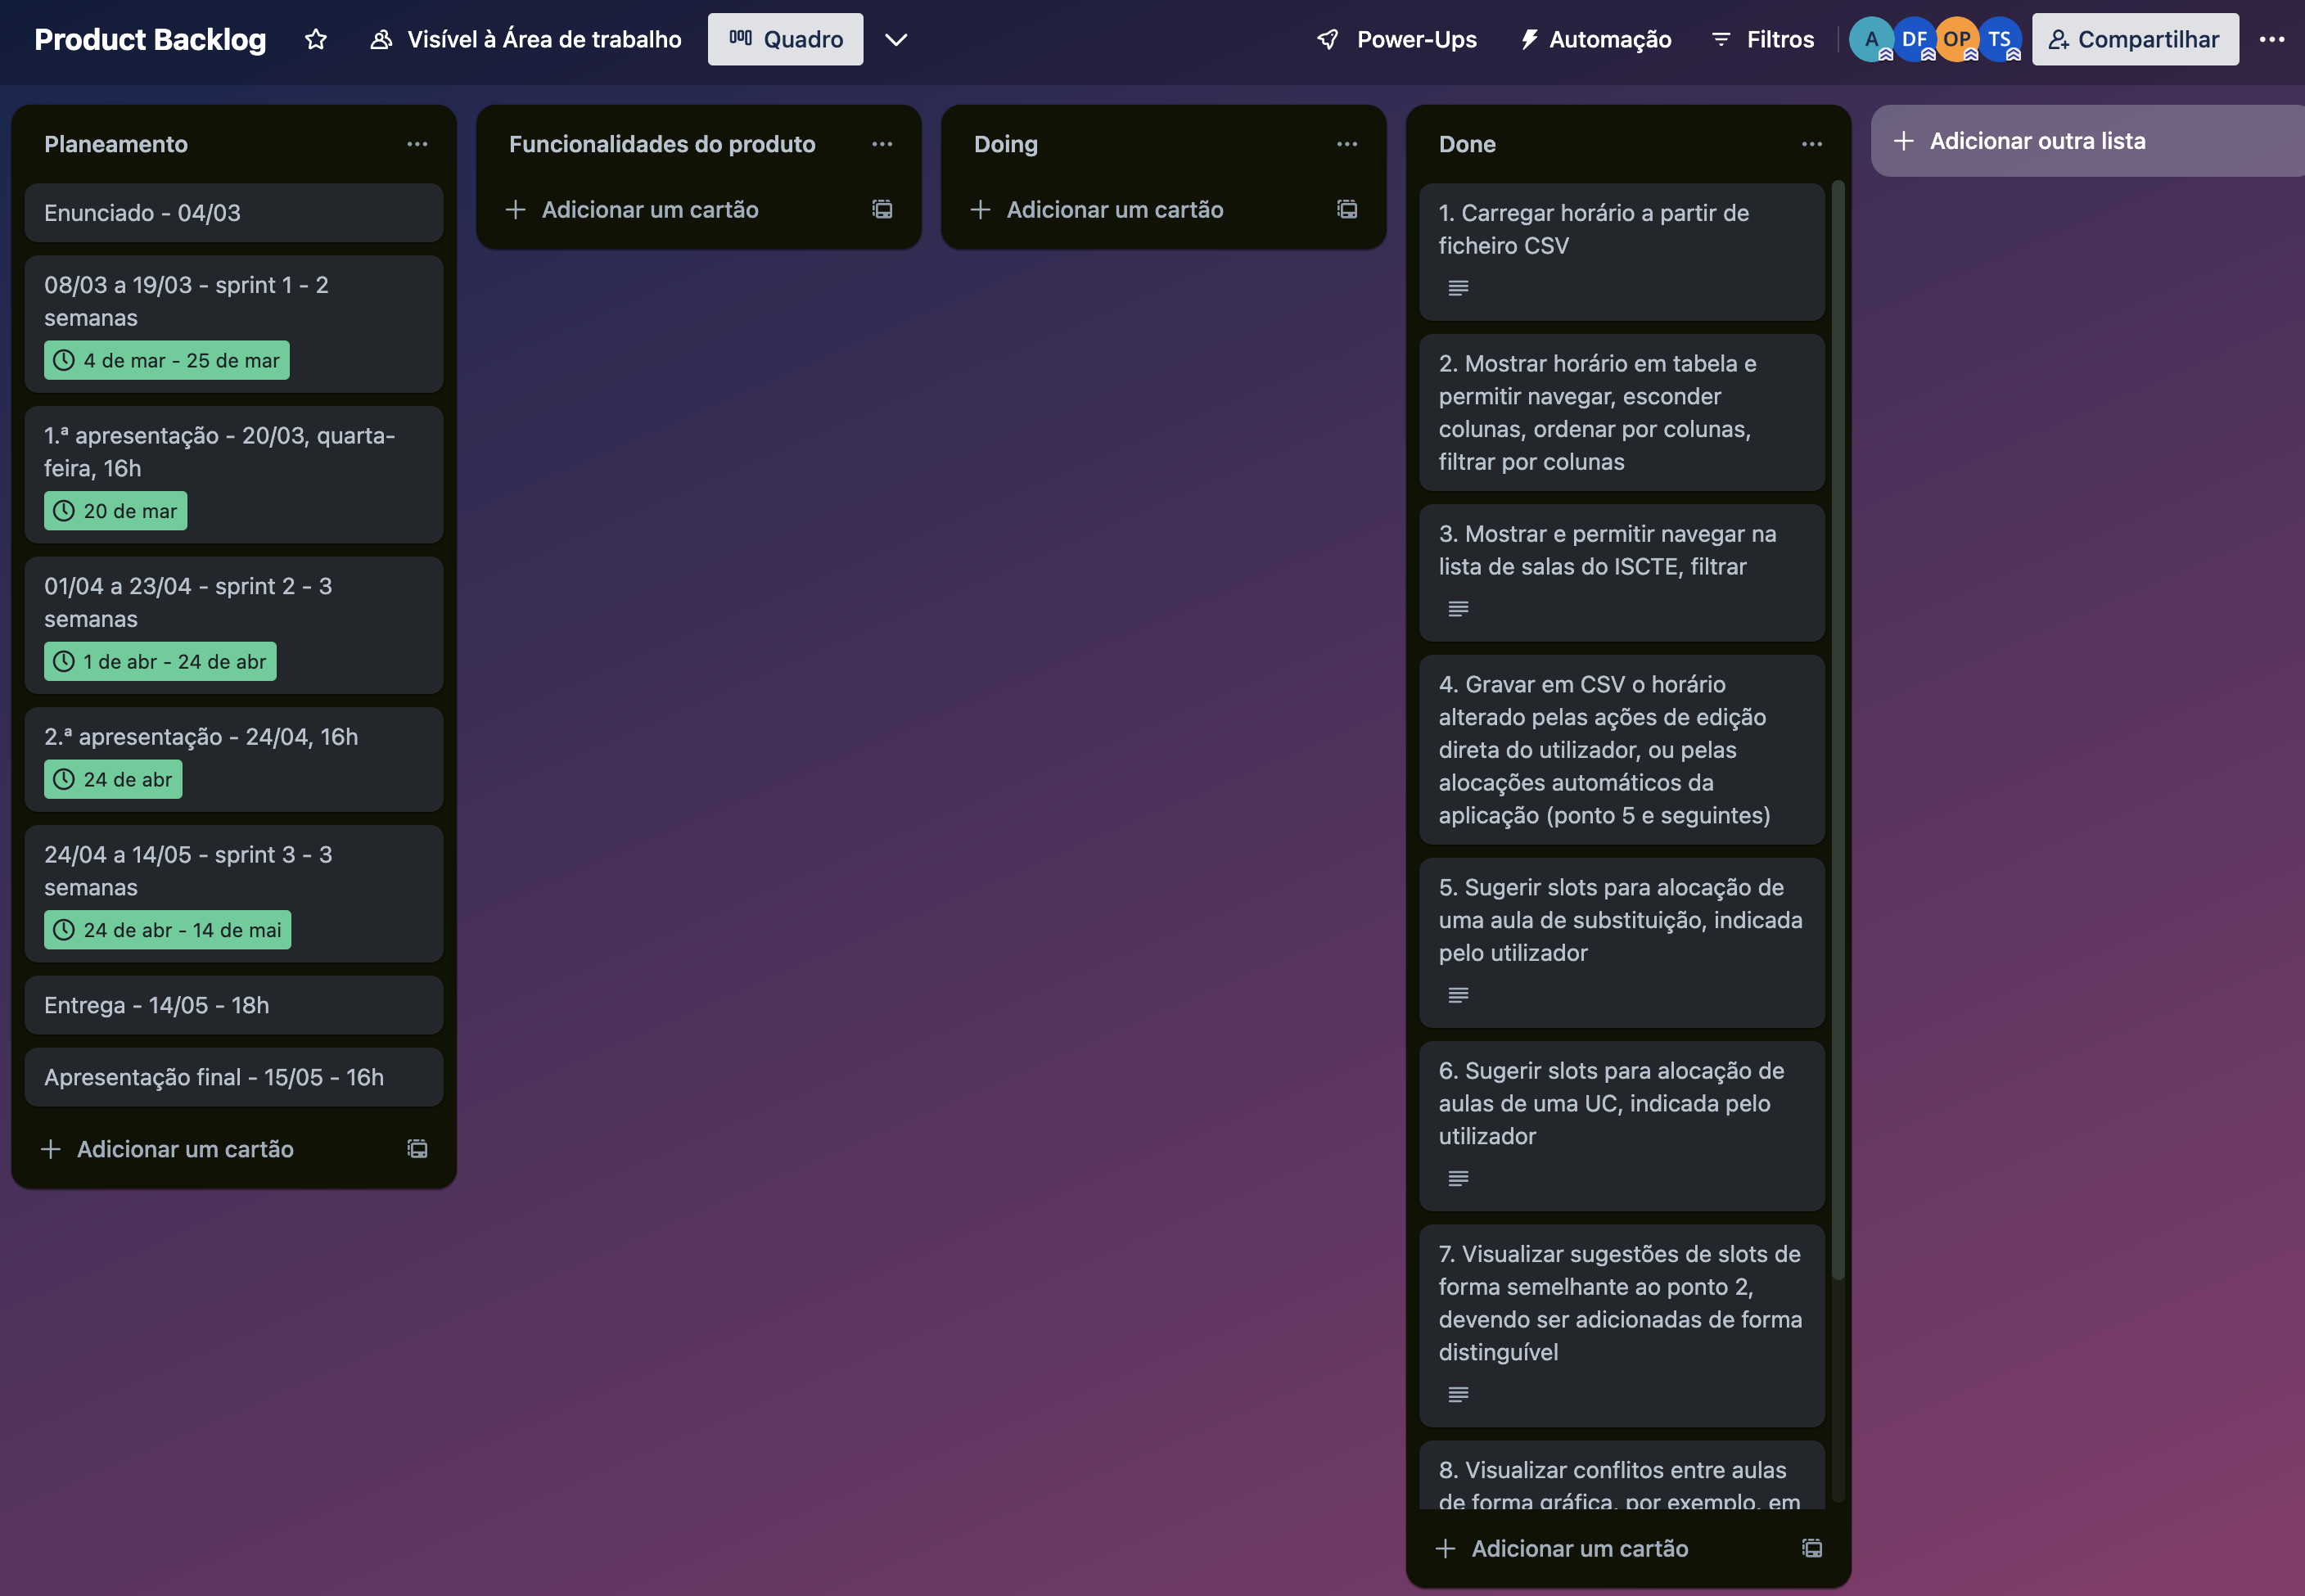 Product Backlog
Visível à Área de trabalho
Quadro
Power-Ups
Automação
Filtros
A
DF
OP
TS
Compartilhar
Planeamento
Enunciado - 04/03
08/03 a 19/03 - sprint 1 - 2
semanas
4 de mar - 25 de mar
1.ª apresentação - 20/03, quarta-
feira, 16h
20 de mar
01/04 a 23/04 - sprint 2 - 3
semanas
1 de abr - 24 de abr
2.ª apresentação - 24/04, 16h
24 de abr
24/04 a 14/05 - sprint 3 - 3
semanas
24 de abr - 14 de mai
Entrega - 14/05 - 18h
Apresentação final - 15/05 - 16h
Adicionar um cartão
Funcionalidades do produto
Adicionar um cartão
Doing
Adicionar um cartão
Done
1. Carregar horário a partir de
ficheiro CSV
2. Mostrar horário em tabela e
permitir navegar, esconder
colunas, ordenar por colunas,
filtrar por colunas
3. Mostrar e permitir navegar na
lista de salas do ISCTE, filtrar
4. Gravar em CSV o horário
alterado pelas ações de edição
direta do utilizador, ou pelas
alocações automáticos da
aplicação (ponto 5 e seguintes)
5. Sugerir slots para alocação de
uma aula de substituição, indicada
pelo utilizador
6. Sugerir slots para alocação de
aulas de uma UC, indicada pelo
utilizador
7. Visualizar sugestões de slots de
forma semelhante ao ponto 2,
devendo ser adicionadas de forma
distinguível
8. Visualizar conflitos entre aulas
de forma gráfica, por exemplo, em
Adicionar um cartão
Adicionar outra lista